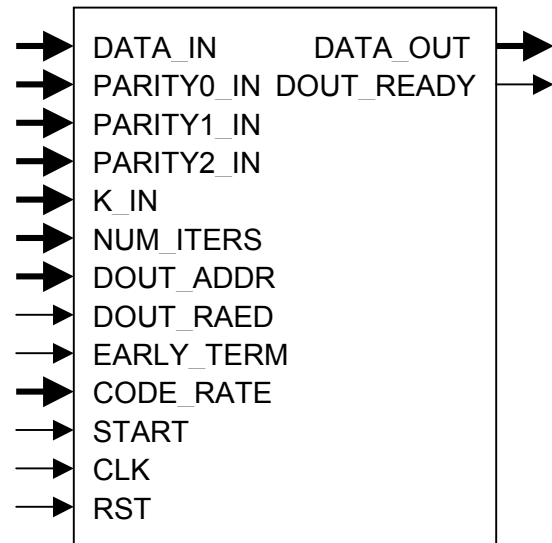 DATA_IN DATA_OUT
PARITY0_IN DOUT_READY
PARITY1_IN
PARITY2_IN
K_IN
NUM_ITERS
DOUT_ADDR
DOUT_RAED
EARLY_TERM
CODE_RATE
START
CLK
RST